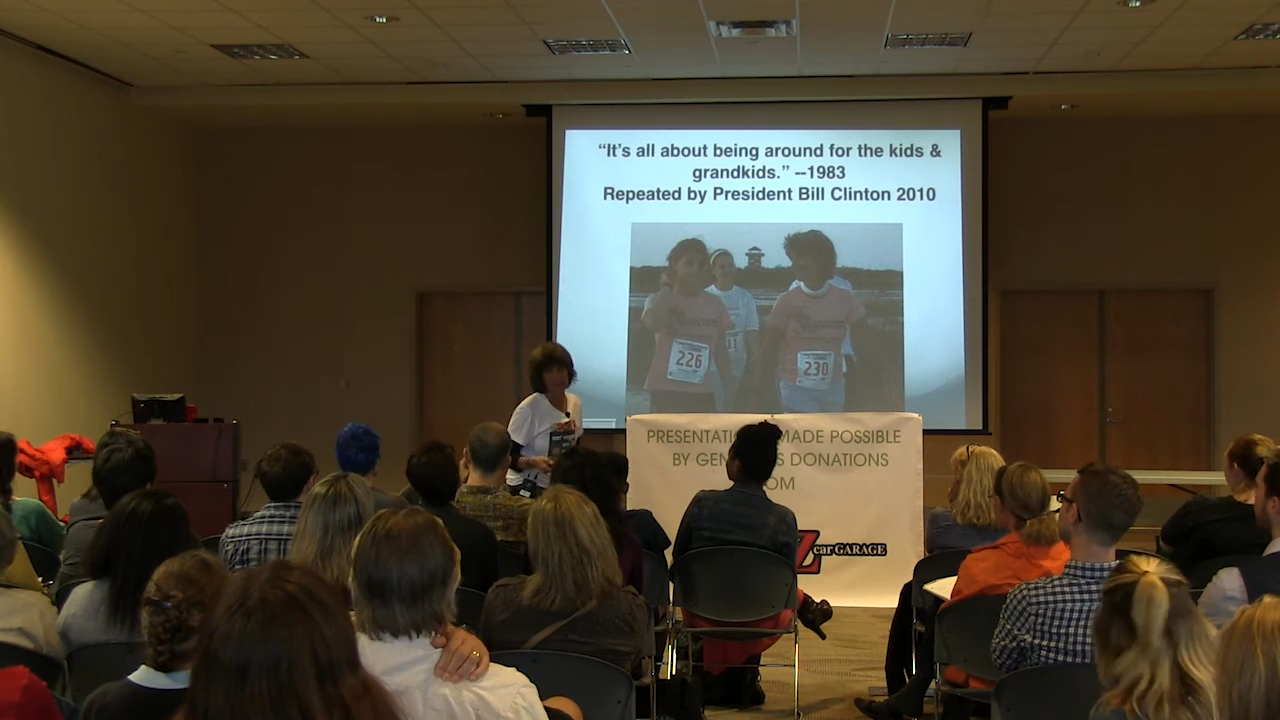 “It’s all about being around for the kids &
grandkids.” --1983
Repeated by President Bill Clinton 2010
226
230
PRESENTATI MADE POSSIBLE
BY GEN S DONATIONS
OM
Z car GARAGE